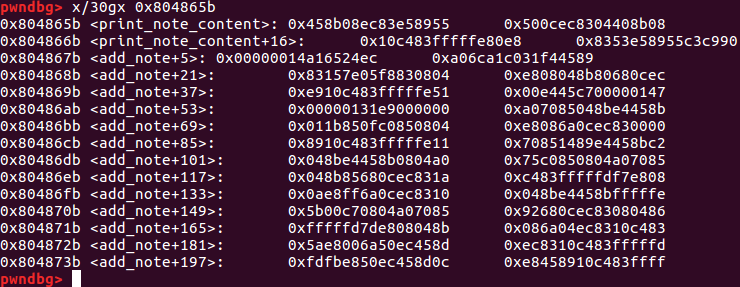 pwndbg> x/30gx 0x804865b
0x804865b <print_note_content>: 0x458b08ec83e58955 0x500cec8304408b08
0x804866b <print_note_content+16>: 0x10c483fffffe80e8 0x8353e58955c3c990
0x804867b <add_note+5>: 0x00000014a16524ec 0xa06ca1c031f44589
0x804868b <add_note+21>: 0x83157e05f8830804 0xe808048b80680cec
0x804869b <add_note+37>: 0xe910c483fffffe51 0x00e445c700000147
0x80486ab <add_note+53>: 0x00000131e9000000 0xa07085048be4458b
0x80486bb <add_note+69>: 0x011b850fc0850804 0xe8086a0cec830000
0x80486cb <add_note+85>: 0x8910c483fffffe11 0x70851489e4458bc2
0x80486db <add_note+101>: 0x048be4458b0804a0 0x75c0850804a07085
0x80486eb <add_note+117>: 0x048b85680cec831a 0xc483fffffdf7e808
0x80486fb <add_note+133>: 0x0ae8ff6a0cec8310 0x048be4458bfffffe
0x804870b <add_note+149>: 0x5b00c70804a07085 0x92680cec83080486
0x804871b <add_note+165>: 0xfffffd7de808048b 0x086a04ec8310c483
0x804872b <add_note+181>: 0x5ae8006a50ec458d 0xec8310c483fffffd
0x804873b <add_note+197>: 0xfdfbe850ec458d0c 0xe8458910c483ffff
pwndbg>